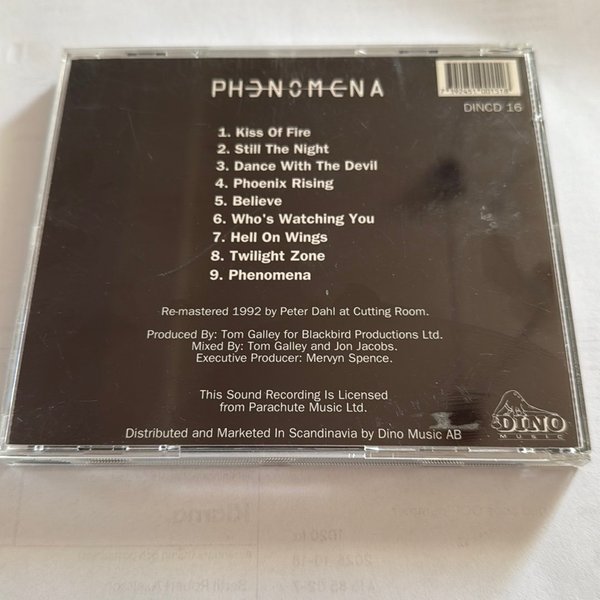 PHENOMENA
7 392451 001518
DINCD 16
1. Kiss Of Fire
2. Still The Night
3. Dance With The Devil
4. Phoenix Rising
5. Believe
6. Who's Watching You
7. Hell On Wings
8. Twilight Zone
9. Phenomena
Re-mastered 1992 by Peter Dahl at Cutting Room.
Produced By: Tom Galley for Blackbird Productions Ltd.
Mixed By: Tom Galley and Jon Jacobs.
Executive Producer: Mervyn Spence.
This Sound Recording Is Licensed
from Parachute Music Ltd.
Distributed and Marketed In Scandinavia by Dino Music AB
DINO
MUSIC
Klarna